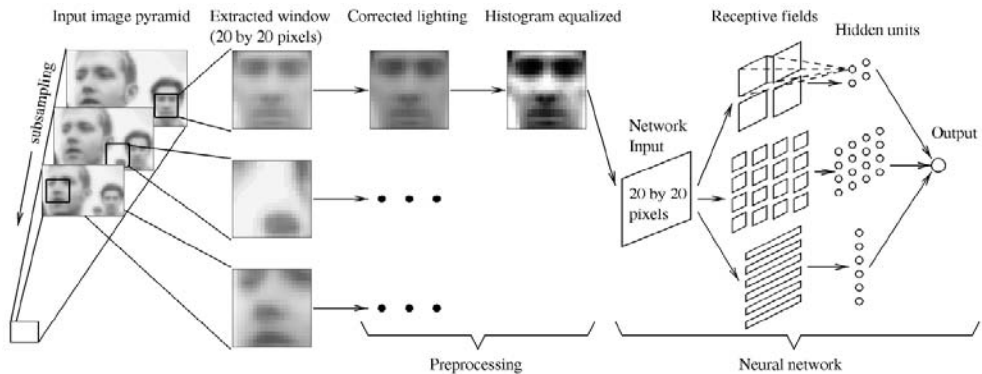 Input image pyramid
Extracted window
(20 by 20 pixels)
Corrected lighting
Histogram equalized
Receptive fields
Hidden units
subsampling
Network
Input
Output
20 by 20
pixels
Preprocessing
Neural network